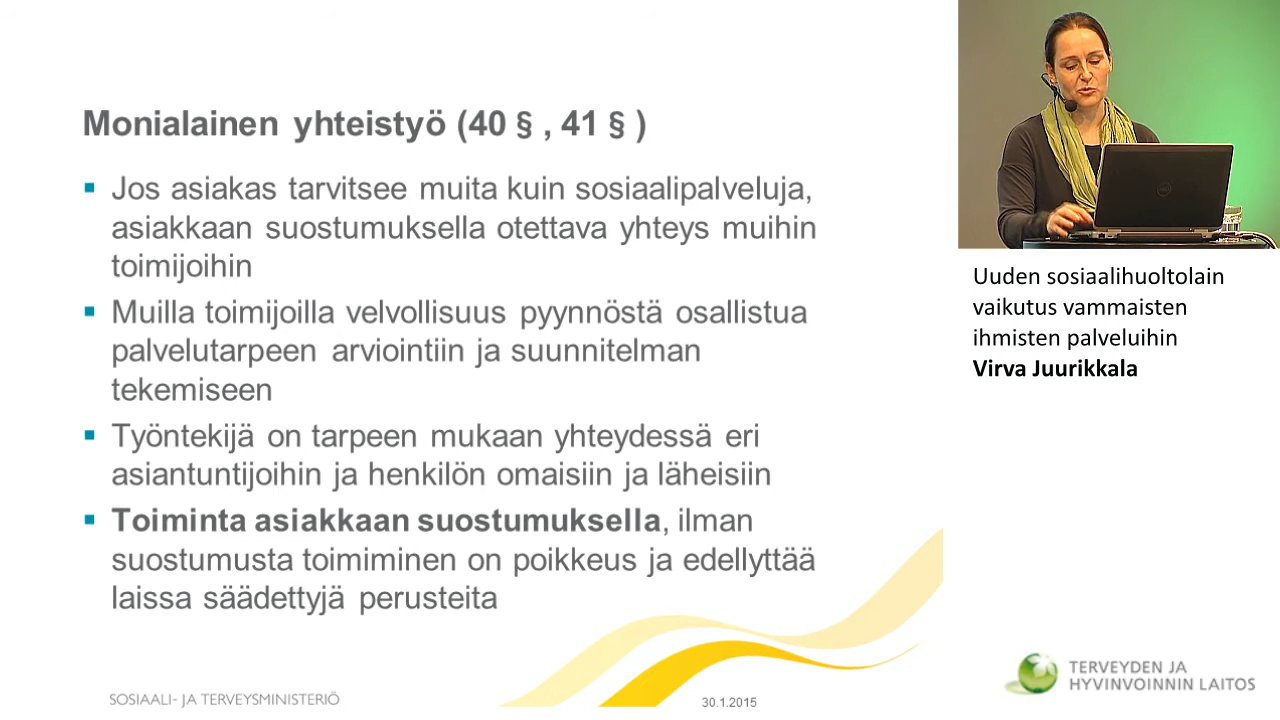 Monialainen yhteistyö (40 § , 41 § )
Jos asiakas tarvitsee muita kuin sosiaalipalveluja,
asiakkaan suostumuksella otettava yhteys muihin
toimijoihin
Muilla toimijoilla velvollisuus pyynnöstä osallistua
palvelutarpeen arviointiin ja suunnitelman
tekemiseen
Työntekijä on tarpeen mukaan yhteydessä eri
asiantuntijoihin ja henkilön omaisiin ja läheisiin
Toiminta asiakkaan suostumuksella, ilman
suostumusta toimiminen on poikkeus ja edellyttää
laissa säädettyjä perusteita
SOSIAALI- JA TERVEYSMINISTERIÖ
30.1.2015
Uuden sosiaalihuoltolain
vaikutus vammaisten
ihmisten palveluihin
Virva Juurikkala
TERVEYDEN JA
HYVINVOINNIN LAITOS